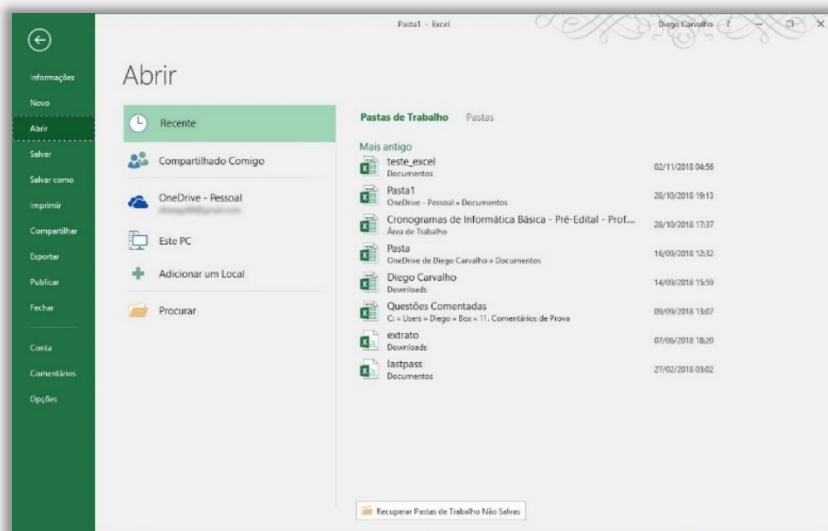 Pasta1 - Excel
Diego Carvalho ? – X
Informações
Novo
Abrir
Salvar
Salvar como
Imprimir
Compartilhar
Exportar
Publicar
Fechar
Conta
Comentários
Opções
Abrir
Recente
Compartilhado Comigo
OneDrive - Pessoal
Este PC
Adicionar um Local
Procurar
Pastas de Trabalho Pastas
Mais antigo
teste_excel
Documentos
02/11/2018 04:56
Pasta1
OneDrive - Pessoal » Documentos
28/10/2018 19:13
Cronogramas de Informática Básica - Pré-Edital - Prof....
Área de Trabalho
28/10/2018 17:37
Pasta
OneDrive de Diego Carvalho » Documentos
16/09/2018 12:32
Diego Carvalho
Downloads
14/09/2018 15:59
Questões Comentadas
C: » Users » Diego » Box » 11. Comentários de Prova
09/09/2018 13:07
extrato
Downloads
07/06/2018 18:20
lastpass
Documentos
27/02/2018 03:02
Recuperar Pastas de Trabalho Não Salvas